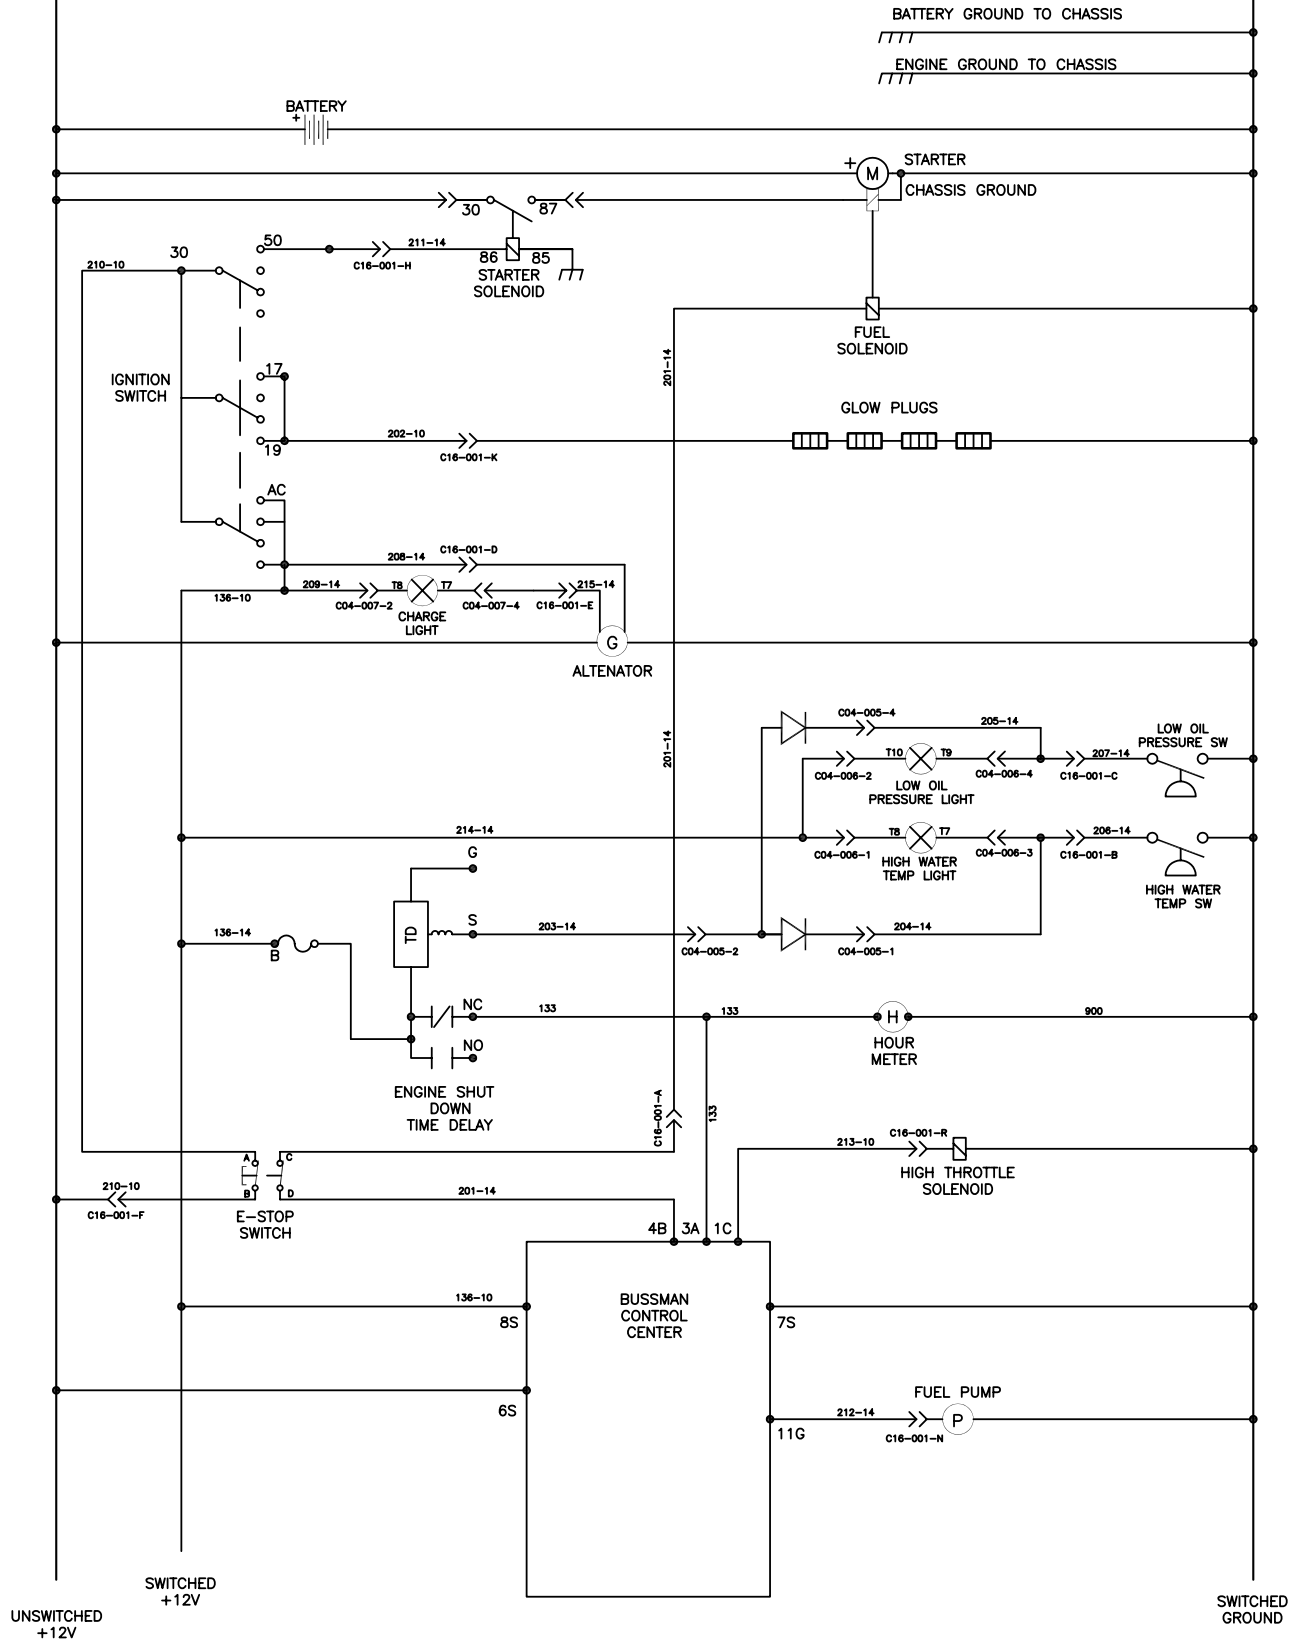 BATTERY GROUND TO CHASSIS
ENGINE GROUND TO CHASSIS
BATTERY
+
+
M
STARTER
CHASSIS GROUND
30
87
50
211-14
86
85
C16-001-H
STARTER
SOLENOID
30
210-10
FUEL
SOLENOID
201-14
17
IGNITION
SWITCH
GLOW PLUGS
202-10
19
C16-001-K
AC
208-14
C16-001-D
136-10
209-14
T8
T7
215-14
C04-007-2
C04-007-4
C16-001-E
CHARGE
LIGHT
G
ALTENATOR
201-14
C04-005-4
205-14
LOW OIL
PRESSURE SW
T10
T9
207-14
C04-006-2
C04-006-4
C16-001-C
LOW OIL
PRESSURE LIGHT
214-14
T8
T7
206-14
C04-006-1
C04-006-3
C16-001-B
HIGH WATER
TEMP LIGHT
HIGH WATER
TEMP SW
G
TD
S
203-14
204-14
136-14
B
C04-005-2
C04-005-1
NC
133
133
H
900
NO
HOUR
METER
ENGINE SHUT
DOWN
TIME DELAY
C16-001-A
133
213-10
C16-001-R
HIGH THROTTLE
SOLENOID
A
C
210-10
B
D
201-14
C16-001-F
E-STOP
SWITCH
4B
3A
1C
136-10
8S
BUSSMAN
CONTROL
CENTER
7S
6S
FUEL PUMP
212-14
P
11G
C16-001-N
SWITCHED
+12V
UNSWITCHED
+12V
SWITCHED
GROUND